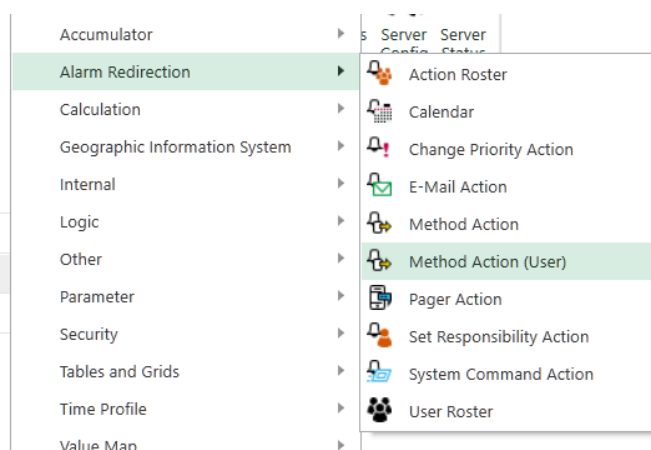 s Server Server
Config Status
Accumulator
Alarm Redirection
Calculation
Geographic Information System
Internal
Logic
Other
Parameter
Security
Tables and Grids
Time Profile
Value Map
Action Roster
Calendar
Change Priority Action
E-Mail Action
Method Action
Method Action (User)
Pager Action
Set Responsibility Action
System Command Action
User Roster